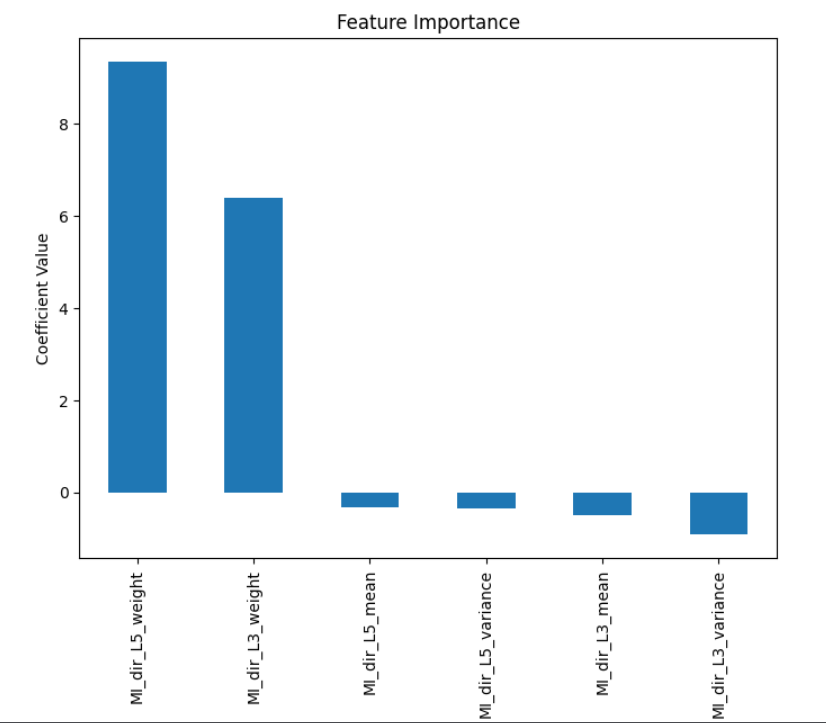 Feature Importance
Coefficient Value
8
6
4
2
0
MI_dir_L5_weight
MI_dir_L3_weight
MI_dir_L5_mean
MI_dir_L5_variance
MI_dir_L3_mean
MI_dir_L3_variance